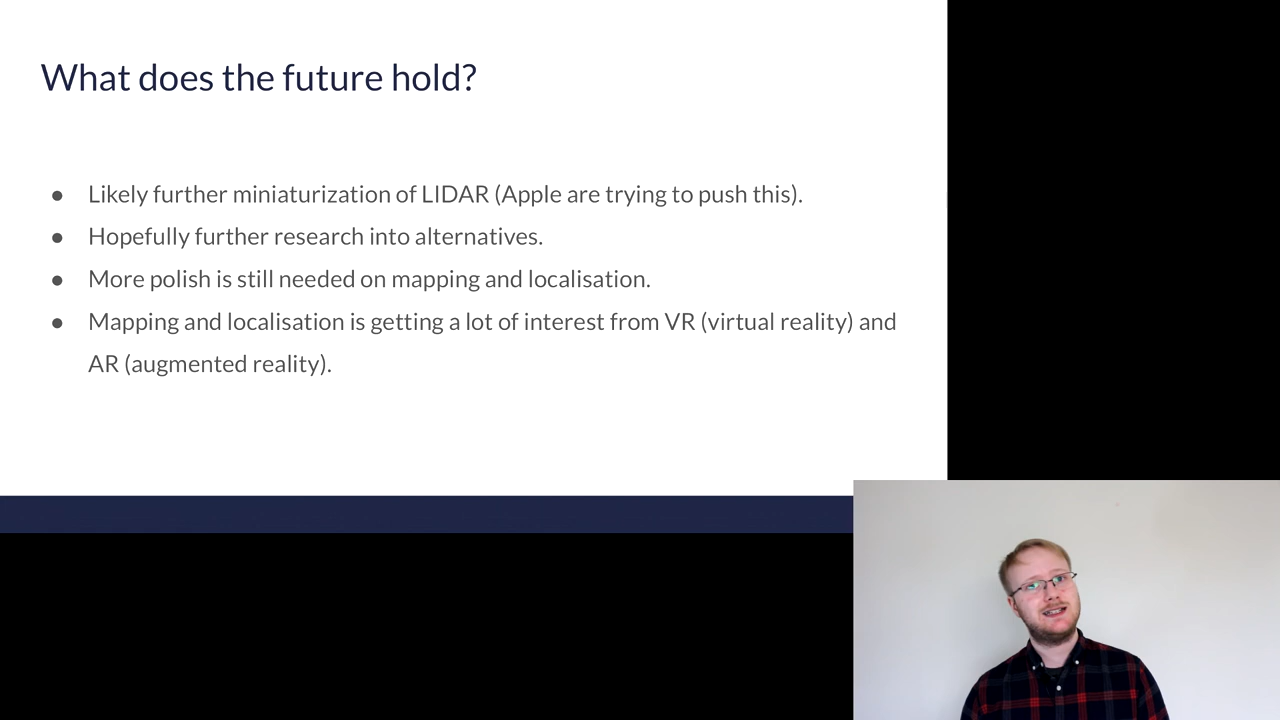 What does the future hold?
● Likely further miniaturization of LIDAR (Apple are trying to push this).
● Hopefully further research into alternatives.
● More polish is still needed on mapping and localisation.
● Mapping and localisation is getting a lot of interest from VR (virtual reality) and
AR (augmented reality).